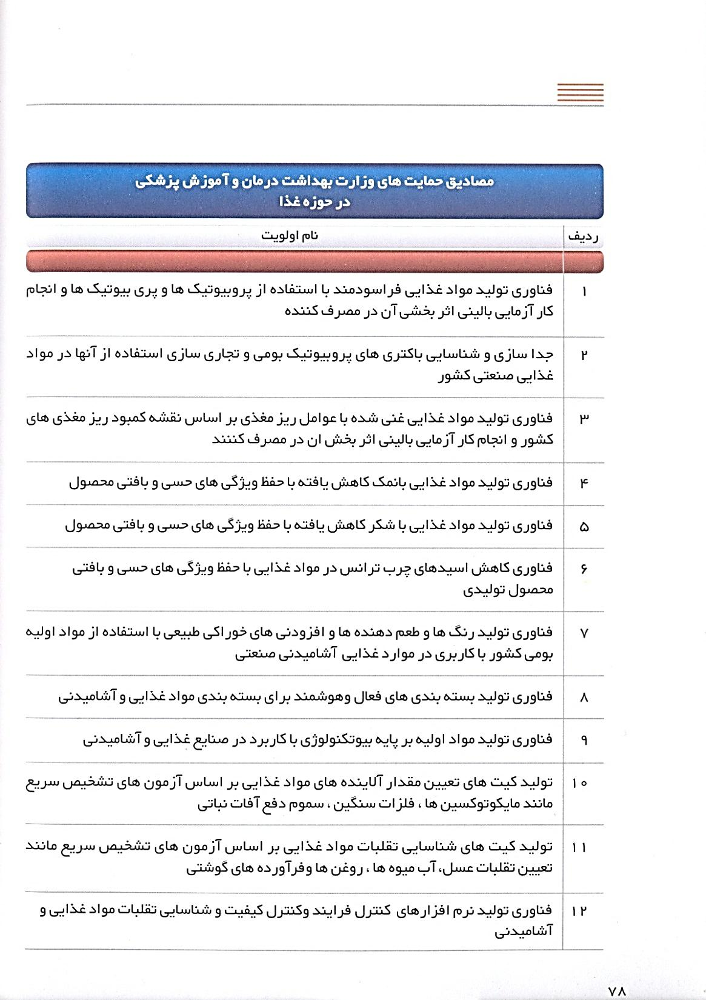 مصادیق حمایت های وزارت بهداشت درمان و آموزش پزشکی
در حوزه غذا
ردیف
نام اولویت
۱
فناوری تولید مواد غذایی فراسودمند با استفاده از پروبیوتیک ها و پری بیوتیک ها و انجام
کار آزمایی بالینی اثر بخشی آن در مصرف کننده
۲
جدا سازی و شناسایی باکتری های پروبیوتیک بومی و تجاری سازی استفاده از آنها در مواد
غذایی صنعتی کشور
۳
فناوری تولید مواد غذایی غنی شده با عوامل ریز مغذی بر اساس نقشه کمبود ریز مغذی های
کشور و انجام کار آزمایی بالینی اثر بخش ان در مصرف کننند
۴
فناوری تولید مواد غذایی بانمک کاهش یافته با حفظ ویژگی های حسی و بافتی محصول
۵
فناوری تولید مواد غذایی با شکر کاهش یافته با حفظ ویژگی های حسی و بافتی محصول
۶
فناوری کاهش اسیدهای چرب ترانس در مواد غذایی با حفظ ویژگی های حسی و بافتی
محصول تولیدی
۷
فناوری تولید رنگ ها و طعم دهنده ها و افزودنی های خوراکی طبیعی با استفاده از مواد اولیه
بومی کشور با کاربری در موارد غذایی آشامیدنی صنعتی
۸
فناوری تولید بسته بندی های فعال وهوشمند برای بسته بندی مواد غذایی و آشامیدنی
۹
فناوری تولید مواد اولیه بر پایه بیوتکنولوژی با کاربرد در صنایع غذایی و آشامیدنی
۱۰
تولید کیت های تعیین مقدار آلاینده های مواد غذایی بر اساس آزمون های تشخیص سریع
مانند مایکوتوکسین ها ، فلزات سنگین ، سموم دفع آفات نباتی
۱۱
تولید کیت های شناسایی تقلبات مواد غذایی بر اساس آزمون های تشخیص سریع مانند
تعیین تقلبات عسل، آب میوه ها ، روغن ها وفرآورده های گوشتی
۱۲
فناوری تولید نرم افزارهای کنترل فرایند وکنترل کیفیت و شناسایی تقلبات مواد غذایی و
آشامیدنی
۷۸